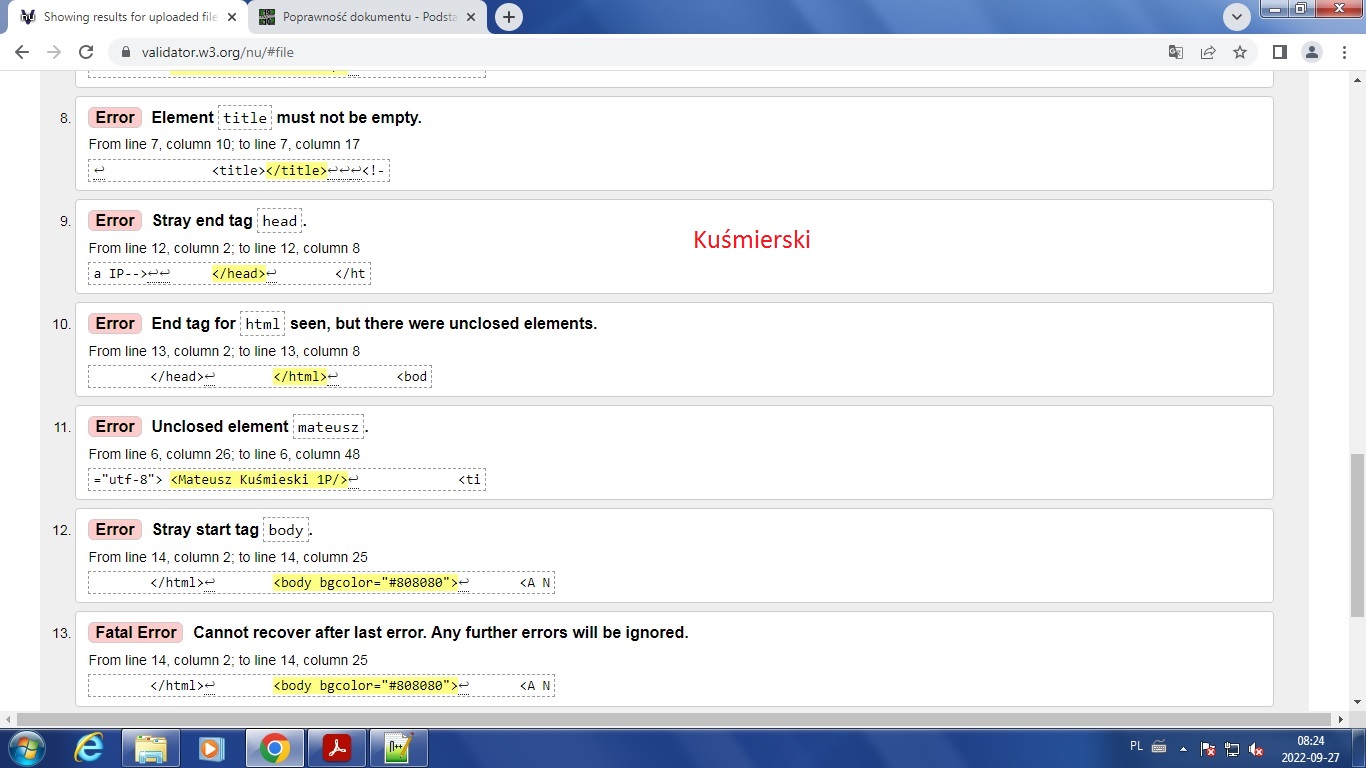 Showing results for uploaded file
Poprawność dokumentu - Podsta
validator.w3.org/nu/#file
8. Error Element title must not be empty.
From line 7, column 10; to line 7, column 17
↩ <title></title>↩↩↩<!-
9. Error Stray end tag head.
From line 12, column 2; to line 12, column 8
a IP-->↩↩ </head>↩ </ht
Kuśmierski
10. Error End tag for html seen, but there were unclosed elements.
From line 13, column 2; to line 13, column 8
</head>↩ </html>↩ <bod
11. Error Unclosed element mateusz.
From line 6, column 26; to line 6, column 48
="utf-8"> <Mateusz Kuśmieski 1P/>↩ <ti
12. Error Stray start tag body.
From line 14, column 2; to line 14, column 25
</html>↩ <body bgcolor="#808080">↩ <A N
13. Fatal Error Cannot recover after last error. Any further errors will be ignored.
From line 14, column 2; to line 14, column 25
</html>↩ <body bgcolor="#808080">↩ <A N
PL
08:24
2022-09-27